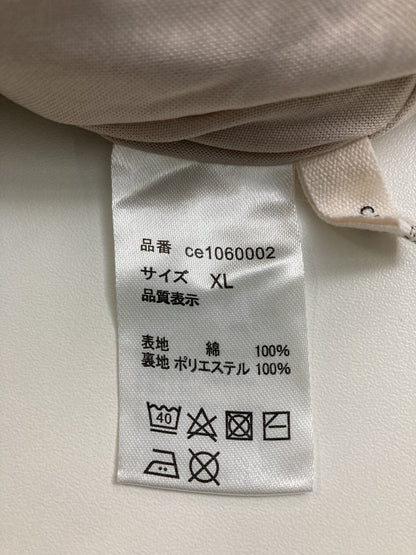 品番 ce1060002
サイズ XL
品質表示
表地 綿 100%
裏地 ポリエステル 100%
40